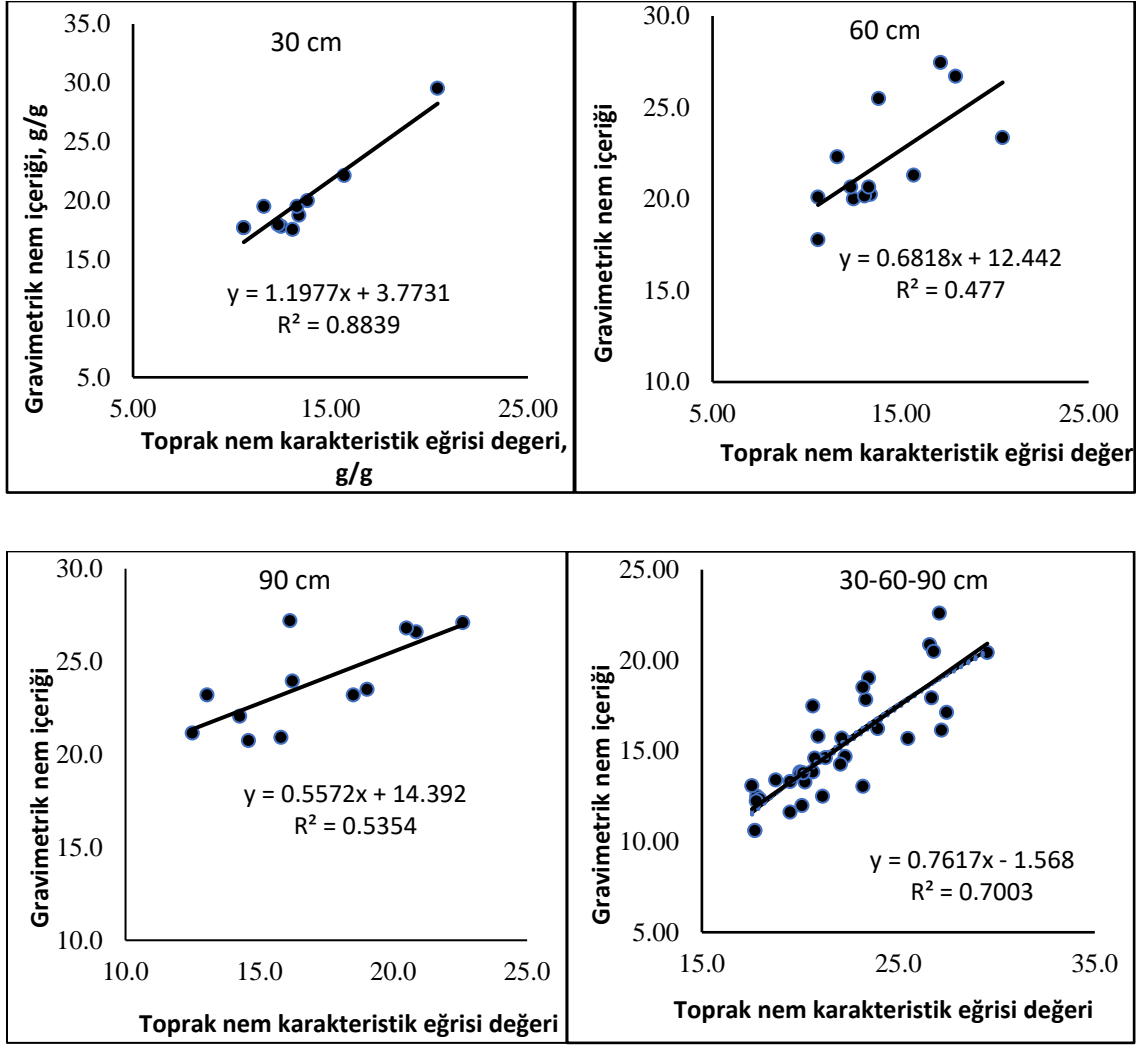 30 cm
35.0
30.0
25.0
20.0
15.0
5.0
5.00 15.00 25.00
Gravimetrik nem içeriği, g/g
y = 1.1977x + 3.7731
R² = 0.8839
Toprak nem karakteristik eğrisi degeri,
g/g
60 cm
30.0
25.0
20.0
15.0
10.0
5.00 15.00 25.00
Gravimetrik nem içeriği
y = 0.6818x + 12.442
R² = 0.477
Toprak nem karakteristik eğrisi değer
90 cm
30.0
25.0
20.0
15.0
10.0
10.0 15.0 20.0 25.0
Gravimetrik nem içeriği
y = 0.5572x + 14.392
R² = 0.5354
Toprak nem karakteristik eğrisi değeri
30-60-90 cm
25.00
20.00
15.00
10.00
5.00
15.0 25.0 35.0
Gravimetrik nem içeriği
y = 0.7617x - 1.568
R² = 0.7003
Toprak nem karakteristik eğrisi değeri